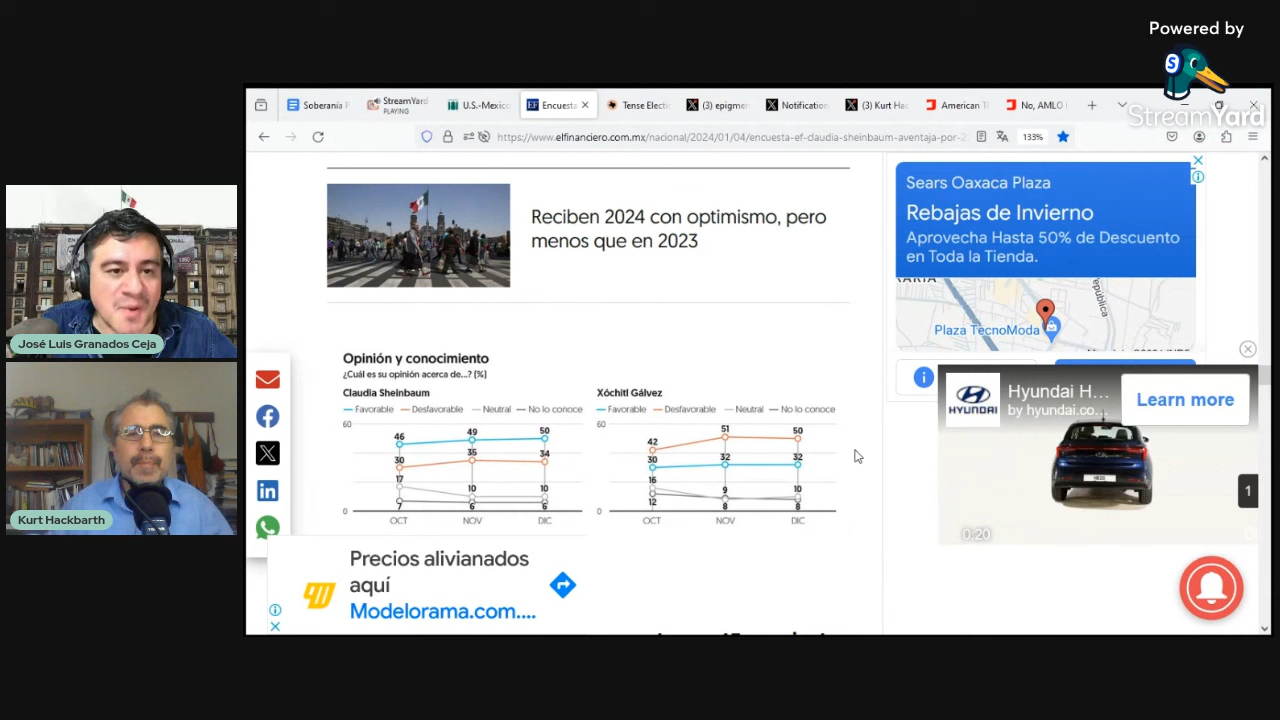 Powered by
StreamYard
Soberanía
StreamYard
PLAYING
U.S.-Mexico
Encuesta
Tense Electi
(3) epigmen
Notification
(3) Kurt Hac
American T
No, AMLO
https://www.elfinanciero.com.mx/nacional/2024/01/04/encuesta-ef-claudia-sheinbaum-aventaja-por-2
133%
Reciben 2024 con optimismo, pero
menos que en 2023
Sears Oaxaca Plaza
Rebajas de Invierno
Aprovecha Hasta 50% de Descuento
en Toda la Tienda.
epública
Plaza TecnoModa
HYUNDAI
Hyundai H...
by hyundai.co...
Learn more
0:20
1
Opinión y conocimiento
¿Cuál es su opinión acerca de...? (%)
Claudia Sheinbaum
Favorable Desfavorable Neutral No lo conoce
60
46 49 50
30 35 34
17 10 10
7 6 6
0
OCT NOV DIC
Xóchitl Gálvez
Favorable Desfavorable Neutral No lo conoce
60
42 51 50
30 32 32
16 9 10
12 8 8
0
OCT NOV DIC
Precios alivianados
aquí
Modelorama.com....
José Luis Granados Ceja
Kurt Hackbarth